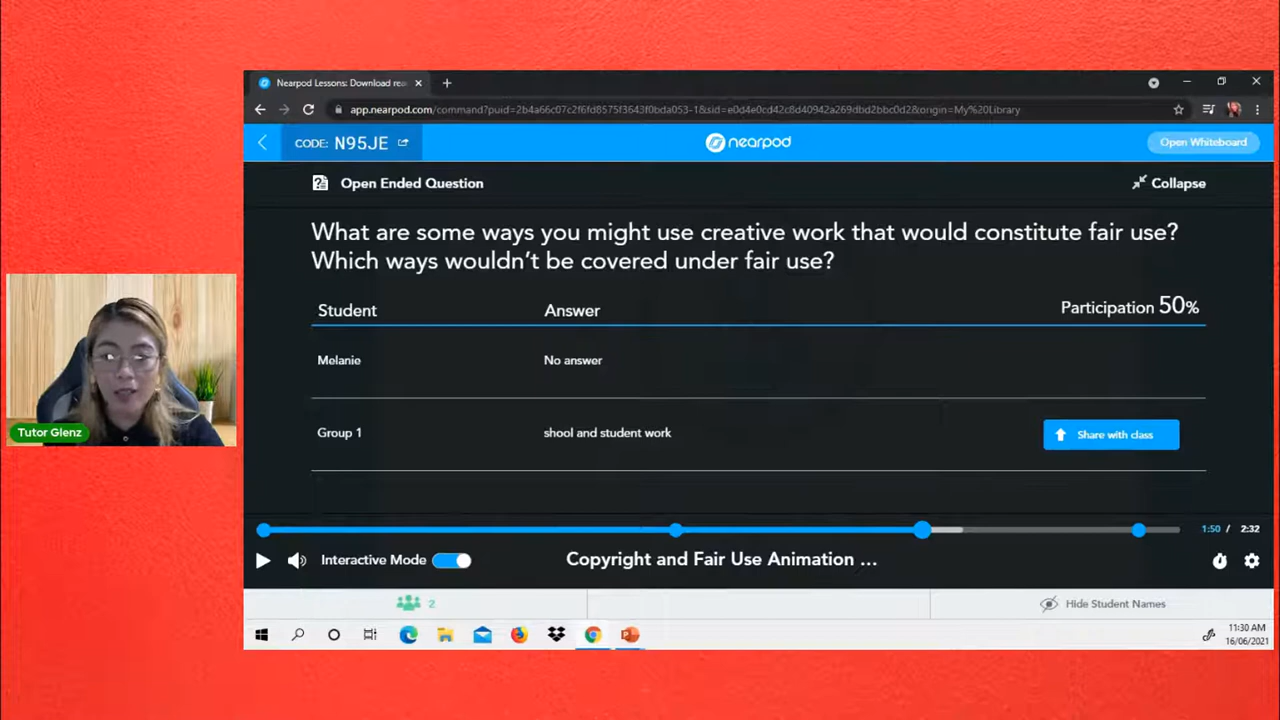 Nearpod Lessons: Download rea
app.nearpod.com/command?puid=2b4a66c07c2f6fd8575f3643f0bda053-1&sid=e0d4e0cd42c8d40942a269dbd2bbc0d2&origin=My%20Library
CODE: N95JE
nearpod
Open Whiteboard
Open Ended Question
Collapse
What are some ways you might use creative work that would constitute fair use?
Which ways wouldn't be covered under fair use?
Student Answer Participation 50%
Melanie No answer
Group 1 shool and student work Share with class
Tutor Glenz
1:50 / 2:32
Interactive Mode Copyright and Fair Use Animation ...
2 Hide Student Names
11:30 AM
16/06/2021